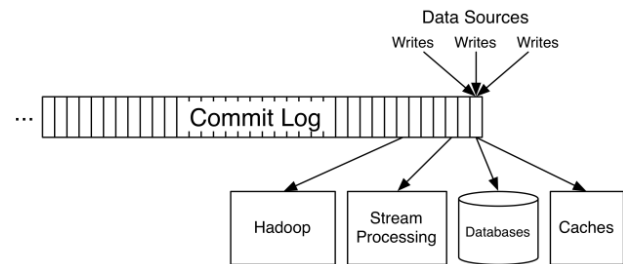 Data Sources
Writes Writes Writes
... Commit Log
Hadoop
Stream
Processing
Databases
Caches